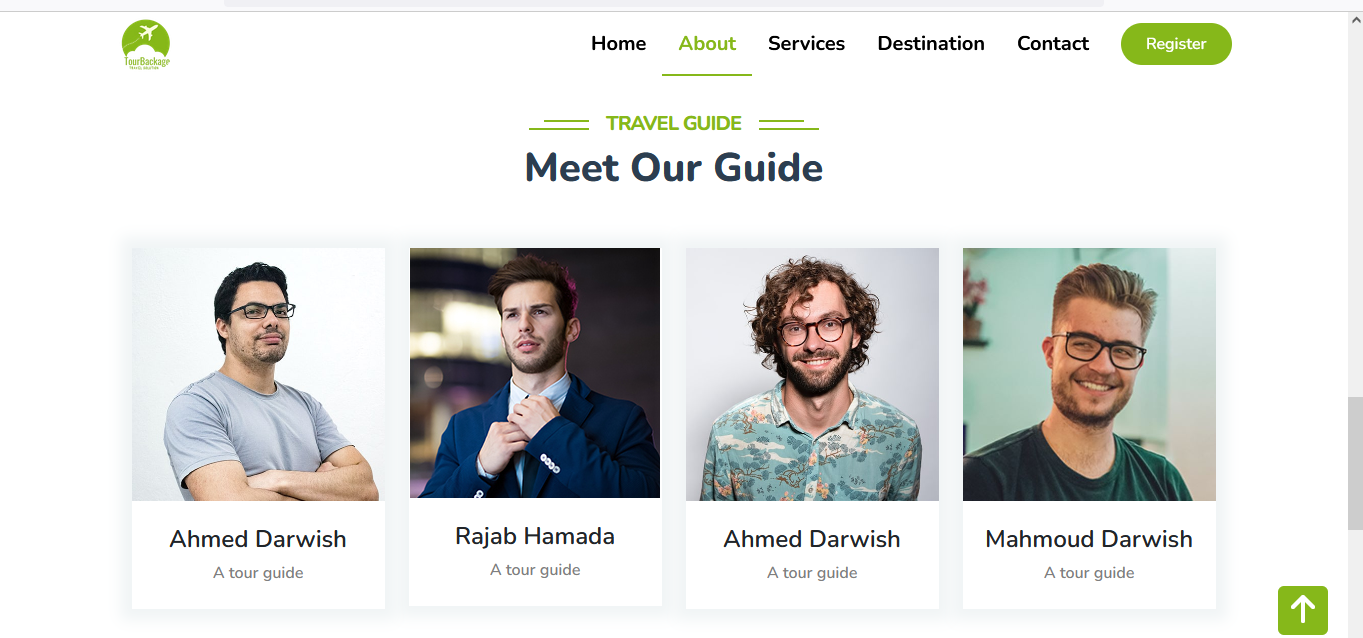 TourBackage
TRAVEL AGENCY
Home About Services Destination Contact Register
TRAVEL GUIDE
Meet Our Guide
Ahmed Darwish
A tour guide
Rajab Hamada
A tour guide
Ahmed Darwish
A tour guide
Mahmoud Darwish
A tour guide